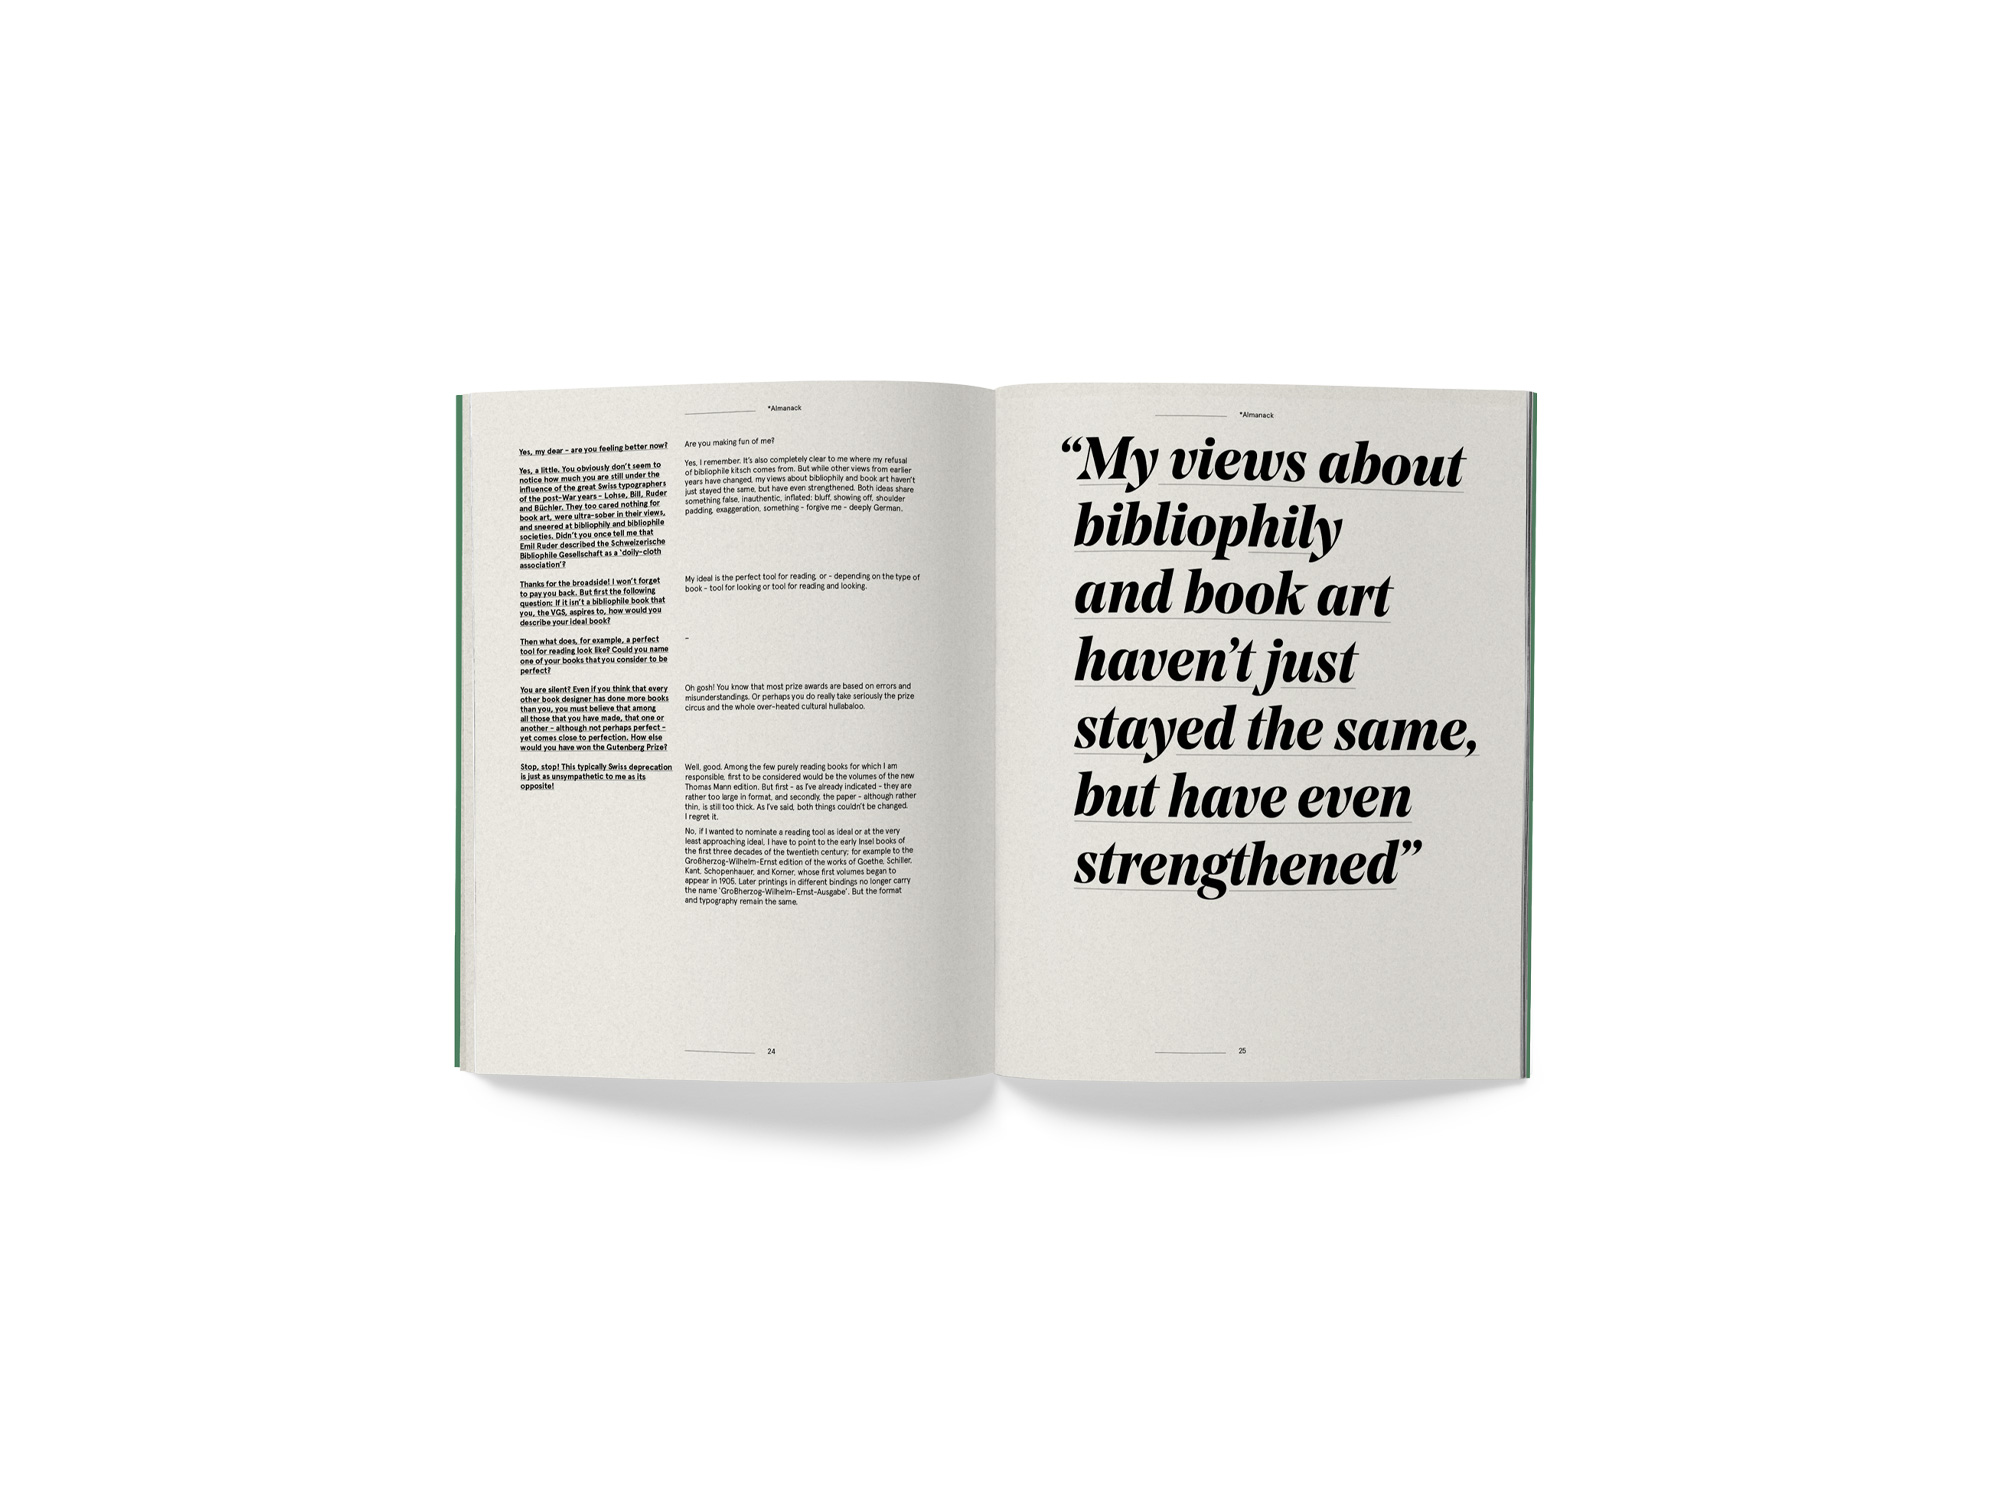 *Almanack
Yes, my dear – are you feeling better now?
Yes, a little. You obviously don't seem to
notice how much you are still under the
influence of the great Swiss typographers
of the post-War years – Lohse, Bill, Ruder
and Büchler. They too cared nothing for
book art, were ultra-sober in their views,
and sneered at bibliophily and bibliophile
societies. Didn't you once tell me that
Emil Ruder described the Schweizerische
Bibliophile Gesellschaft as a 'doily-cloth
association'?
Thanks for the broadside! I won't forget
to pay you back. But first the following
question: If it isn't a bibliophile book that
you, the VGS, aspires to, how would you
describe your ideal book?
Then what does, for example, a perfect
tool for reading look like? Could you name
one of your books that you consider to be
perfect?
You are silent? Even if you think that every
other book designer has done more books
than you, you must believe that among
all those that you have made, that one or
another – although not perhaps perfect –
yet comes close to perfection. How else
would you have won the Gutenberg Prize?
Stop, stop! This typically Swiss deprecation
is just as unsympathetic to me as its
opposite!
Are you making fun of me?
Yes, I remember. It's also completely clear to me where my refusal
of bibliophile kitsch comes from. But while other views from earlier
years have changed, my views about bibliophily and book art haven't
just stayed the same, but have even strengthened. Both ideas share
something false, inauthentic, inflated: bluff, showing off, shoulder
padding, exaggeration, something – forgive me – deeply German.
My ideal is the perfect tool for reading, or – depending on the type of
book – tool for looking or tool for reading and looking.
–
Oh gosh! You know that most prize awards are based on errors and
misunderstandings. Or perhaps you do really take seriously the prize
circus and the whole over-heated cultural hullabaloo.
Well, good. Among the few purely reading books for which I am
responsible, first to be considered would be the volumes of the new
Thomas Mann edition. But first – as I've already indicated – they are
rather too large in format, and secondly, the paper – although rather
thin, is still too thick. As I've said, both things couldn't be changed.
I regret it.
No, if I wanted to nominate a reading tool as ideal or at the very
least approaching ideal, I have to point to the early Insel books of
the first three decades of the twentieth century; for example to the
Großherzog-Wilhelm-Ernst edition of the works of Goethe, Schiller,
Kant, Schopenhauer, and Korner, whose first volumes began to
appear in 1905. Later printings in different bindings no longer carry
the name 'Großherzog-Wilhelm-Ernst-Ausgabe'. But the format
and typography remain the same.
24
*Almanack
“My views about
bibliophily
and book art
haven’t just
stayed the same,
but have even
strengthened”
25